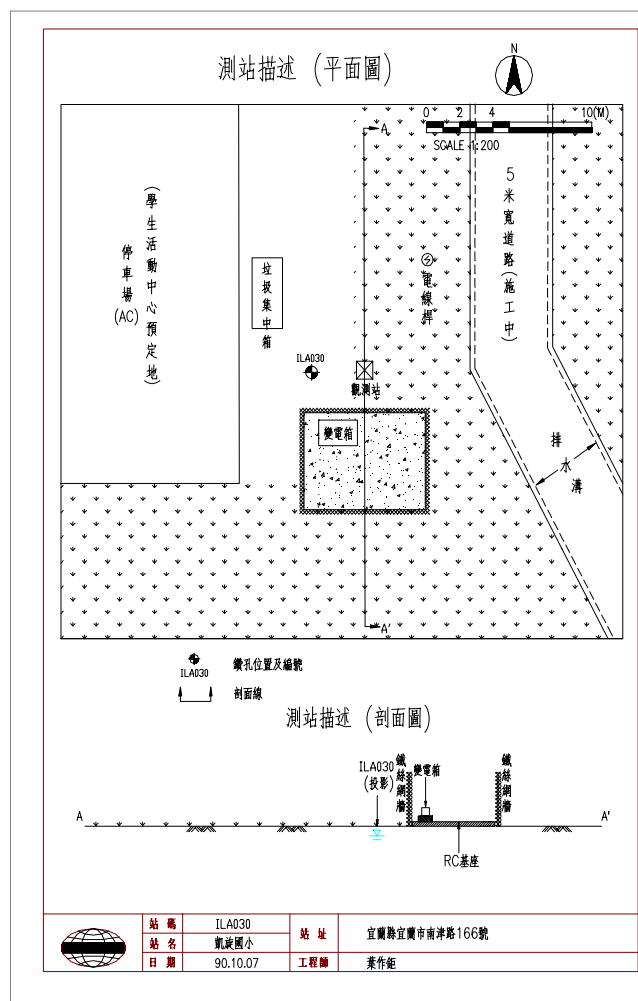 測站描述 (平面圖)
N
0 2 4 10(M)
SCALE 1:200
A
5米寬道路(施工中)
(學生活動中心預定地)
停車場(AC)
垃圾集中箱
電線桿
ILA030
觀測站
變電箱
排水溝
A'
ILA030
鑽孔位置及編號
剖面線
測站描述 (剖面圖)
ILA030
(投影)
鐵絲網牆
變電箱
鐵絲網牆
A
A'
RC基座
站 碼 ILA030
站 址 宜蘭縣宜蘭市南津路166號
站 名 凱旋國小
日 期 90.10.07
工程師 葉作鉅